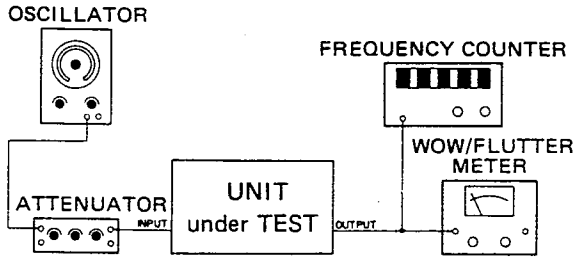 OSCILLATOR
FREQUENCY COUNTER
WOW/FLUTTER
METER
ATTENUATOR
INPUT
UNIT
under TEST
OUTPUT